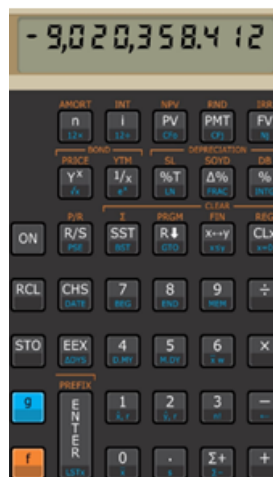 -9,020,358.412
AMORT INT NPV RND IRR
n i PV PMT FV
12× 12÷ CFo CFj Nj
BOND DEPRECIATION
PRICE YTM SL SOYD DB
Yx 1/x %T Δ% %
√x ex LN FRAC INTG
CLEAR
P/R Σ PRGM FIN REG
ON R/S SST R↓ x↔y CLx
PSE BST GTO x≤y x=0
RCL CHS 7 8 9 ÷
DATE BEG END MEM
STO EEX 4 5 6 ×
ΔDYS D.MY M.DY x̄ w
PREFIX
g ENTER 1 2 3 −
x̂, r ŷ, r n!
f 0 . Σ+ +
LSTx x̄ s Σ−